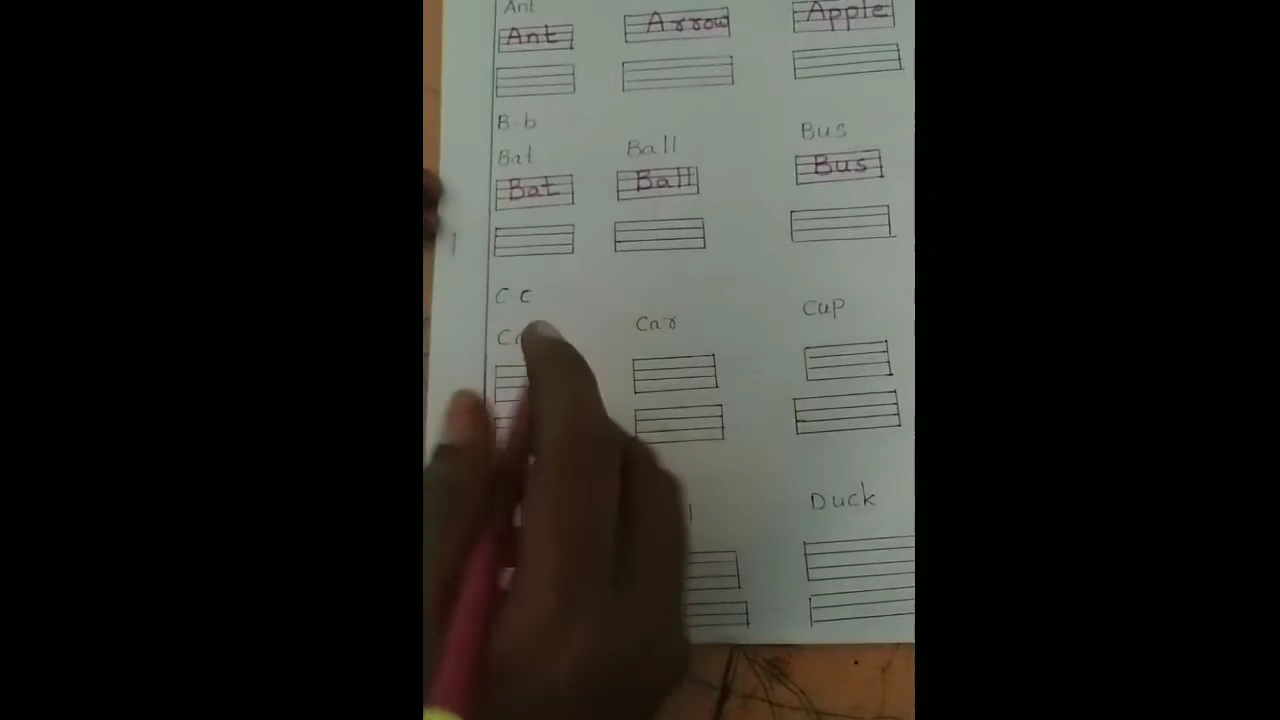 Ant
Ant Arrow Apple
B b
Bat Ball Bus
Bat Ball Bus
C c
Car Cup
Duck